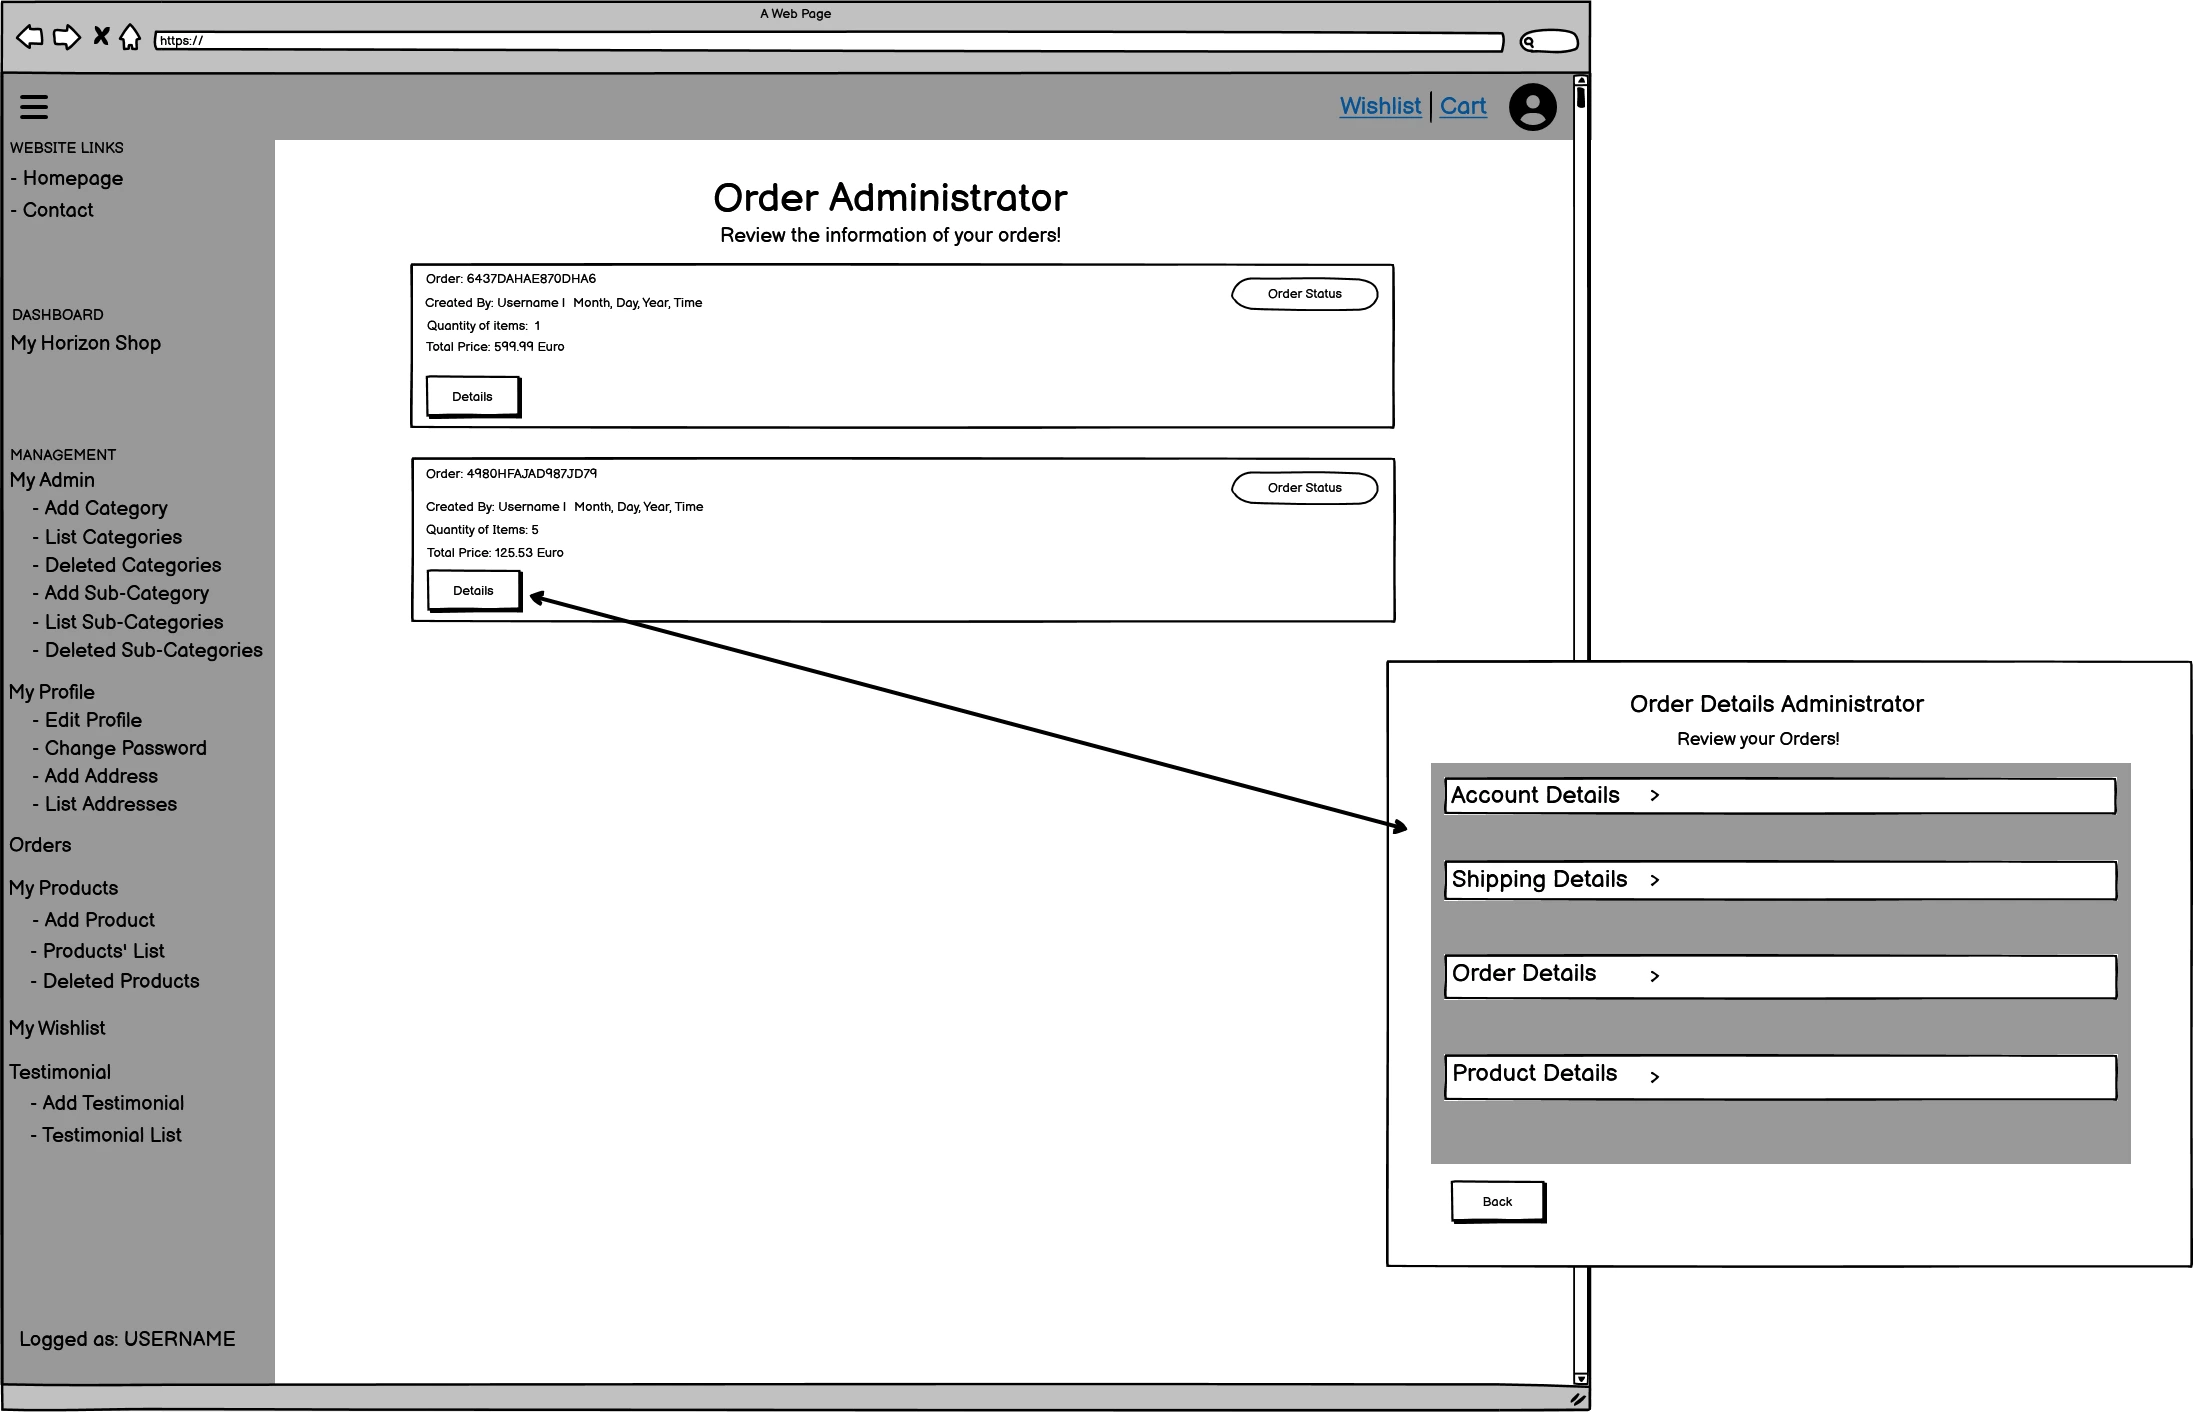 A Web Page
https://
Wishlist | Cart
WEBSITE LINKS
- Homepage
- Contact
DASHBOARD
My Horizon Shop
MANAGEMENT
My Admin
- Add Category
- List Categories
- Deleted Categories
- Add Sub-Category
- List Sub-Categories
- Deleted Sub-Categories
My Profile
- Edit Profile
- Change Password
- Add Address
- List Addresses
Orders
My Products
- Add Product
- Products' List
- Deleted Products
My Wishlist
Testimonial
- Add Testimonial
- Testimonial List
Logged as: USERNAME
Order Administrator
Review the information of your orders!
Order: 6437DAHAE870DHA6
Order Status
Created By: Username | Month, Day, Year, Time
Quantity of items: 1
Total Price: 599.99 Euro
Details
Order: 4980HFAJAD987JD79
Order Status
Created By: Username | Month, Day, Year, Time
Quantity of Items: 5
Total Price: 125.53 Euro
Details
Order Details Administrator
Review your Orders!
Account Details >
Shipping Details >
Order Details >
Product Details >
Back